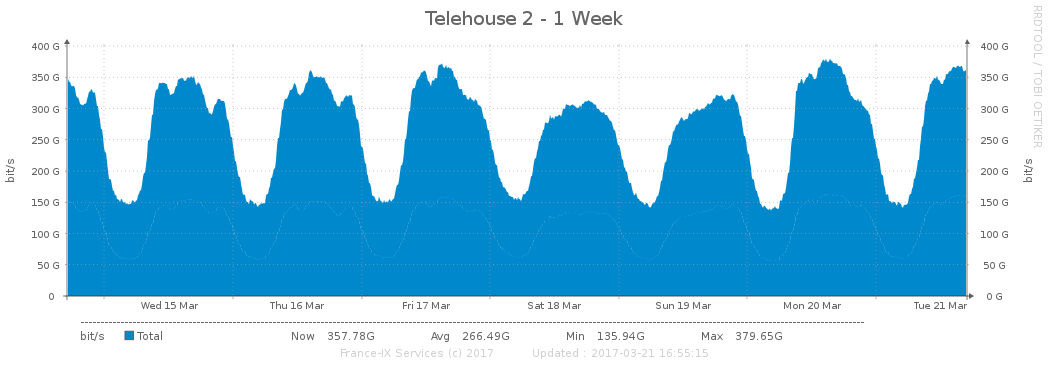 Telehouse 2 - 1 Week
RRDTOOL / TOBI OETIKER
400 G 400 G
350 G 350 G
300 G 300 G
250 G 250 G
200 G 200 G
150 G 150 G
100 G 100 G
50 G 50 G
0 0 G
bit/s bit/s
Wed 15 Mar Thu 16 Mar Fri 17 Mar Sat 18 Mar Sun 19 Mar Mon 20 Mar Tue 21 Mar
bit/s Total Now 357.78G Avg 266.49G Min 135.94G Max 379.65G
France-IX Services (c) 2017 Updated : 2017-03-21 16:55:15